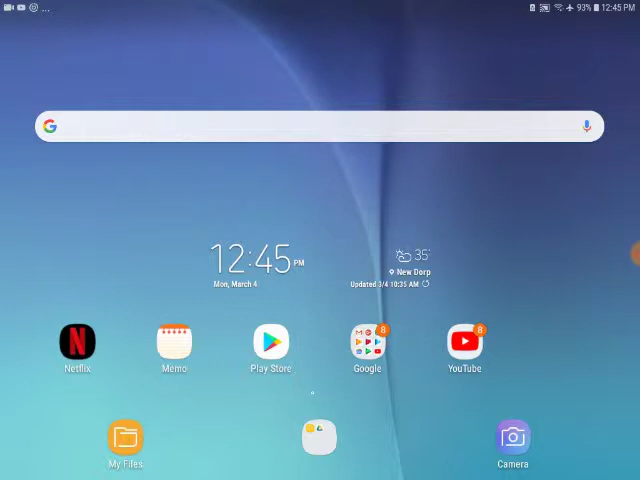 ...
93% 12:45 PM
12:45 PM
Mon, March 4
35°
New Dorp
Updated 3/4 10:35 AM
N
8
8
Netflix
Memo
Play Store
Google
YouTube
My Files
Camera